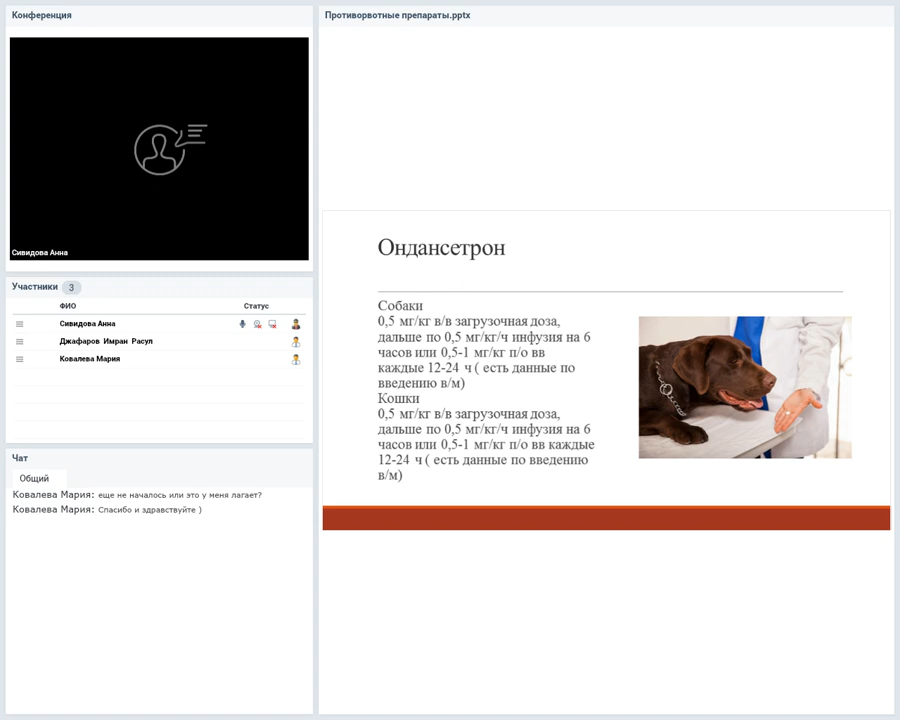 Конференция
Сивидова Анна
Участники 3
ФИО Статус
Сивидова Анна
Джафаров Имран Расул
Ковалева Мария
Чат
Общий
Ковалева Мария: еще не началось или это у меня лагает?
Ковалева Мария: Спасибо и здравствуйте )
Противорвотные препараты.pptx
Ондансетрон
Собаки
0,5 мг/кг в/в загрузочная доза,
дальше по 0,5 мг/кг/ч инфузия на 6
часов или 0,5-1 мг/кг п/о вв
каждые 12-24 ч ( есть данные по
введению в/м)
Кошки
0,5 мг/кг в/в загрузочная доза,
дальше по 0,5 мг/кг/ч инфузия на 6
часов или 0,5-1 мг/кг п/о вв каждые
12-24 ч ( есть данные по введению
в/м)